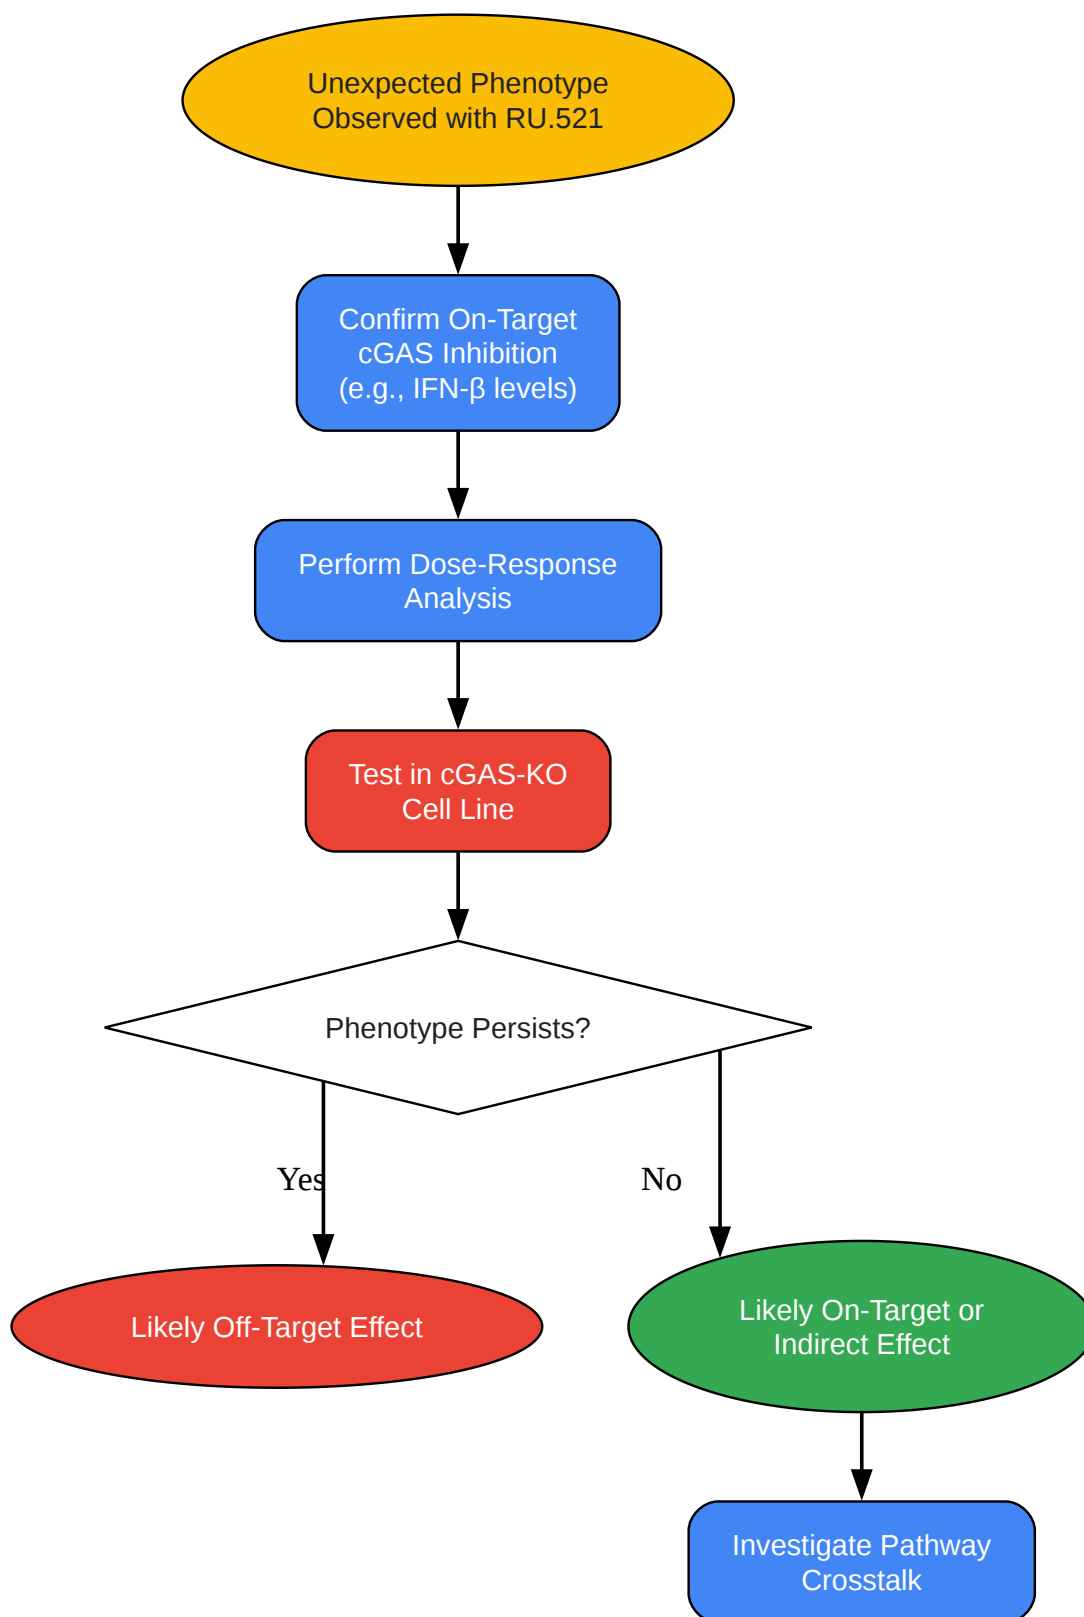 Unexpected Phenotype
Observed with RU.521
Confirm On-Target
cGAS Inhibition
(e.g., IFN-β levels)
Perform Dose-Response
Analysis
Test in cGAS-KO
Cell Line
Phenotype Persists?
Yes
No
Likely Off-Target Effect
Likely On-Target or
Indirect Effect
Investigate Pathway
Crosstalk